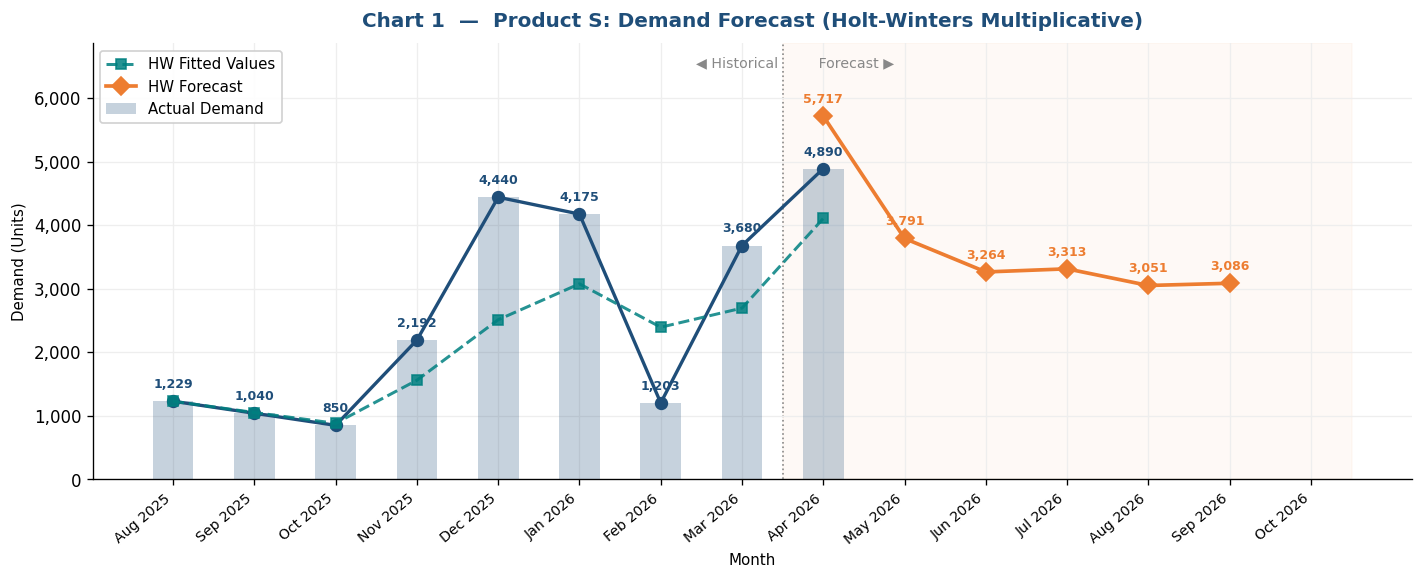 Chart 1 — Product S: Demand Forecast (Holt-Winters Multiplicative)
HW Fitted Values
HW Forecast
Actual Demand
◀ Historical
Forecast ▶
Demand (Units)
6,000
5,000
4,000
3,000
2,000
1,000
0
1,229
1,040
850
2,192
4,440
4,175
1,203
3,680
4,890
5,717
3,791
3,264
3,313
3,051
3,086
Aug 2025
Sep 2025
Oct 2025
Nov 2025
Dec 2025
Jan 2026
Feb 2026
Mar 2026
Apr 2026
May 2026
Jun 2026
Jul 2026
Aug 2026
Sep 2026
Oct 2026
Month